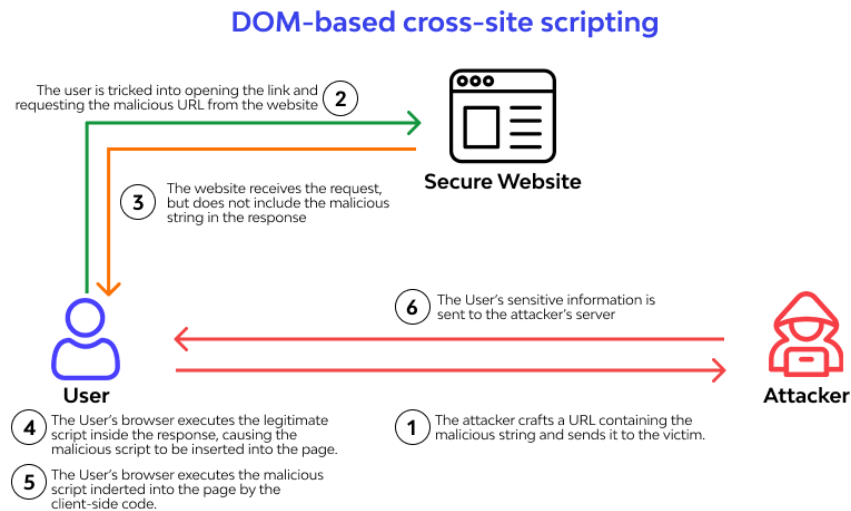 DOM-based cross-site scripting
The user is tricked into opening the link and
requesting the malicious URL from the website
2
Secure Website
3
The website receives the request,
but does not include the malicious
string in the response
6
The User's sensitive information is
sent to the attacker's server
User
Attacker
4
The User's browser executes the legitimate
script inside the response, causing the
malicious script to be inserted into the page.
1
The attacker crafts a URL containing the
malicious string and sends it to the victim.
5
The User's browser executes the malicious
script inderted into the page by the
client-side code.